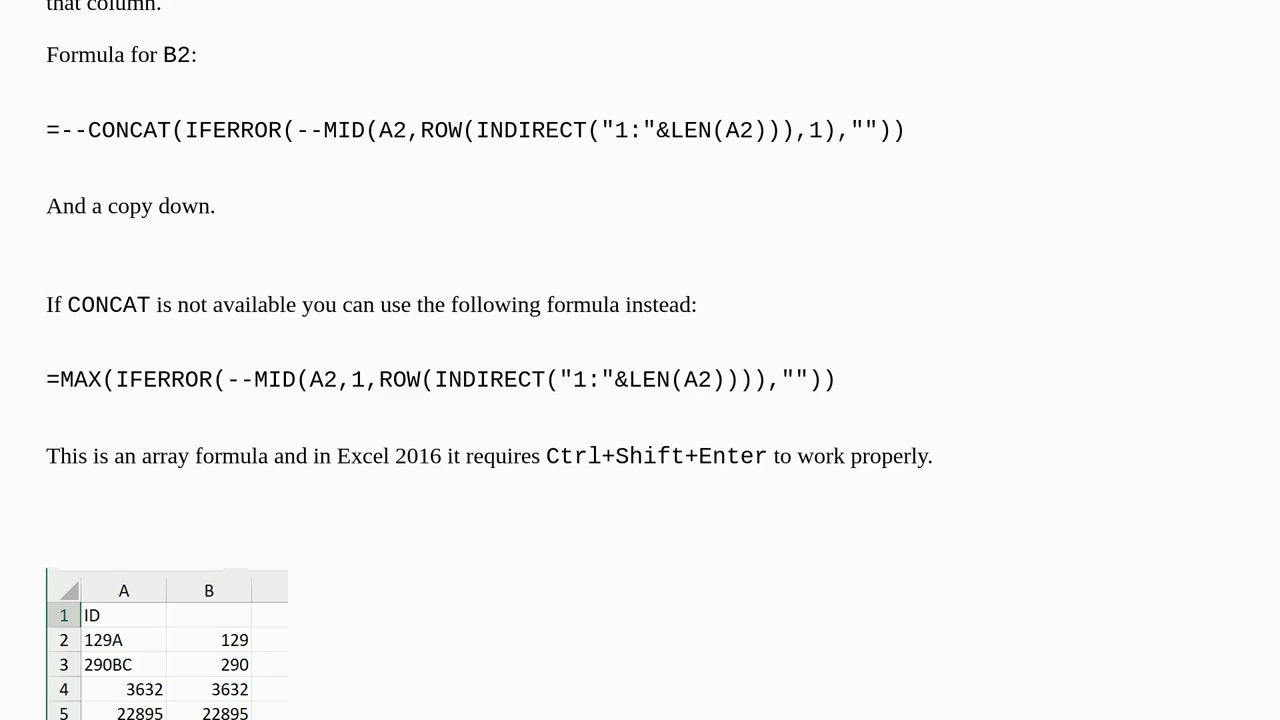 that column.
Formula for B2:
=--CONCAT(IFERROR(--MID(A2,ROW(INDIRECT("1:"&LEN(A2))),1),""))
And a copy down.
If CONCAT is not available you can use the following formula instead:
=MAX(IFERROR(--MID(A2,1,ROW(INDIRECT("1:"&LEN(A2)))),""))
This is an array formula and in Excel 2016 it requires Ctrl+Shift+Enter to work properly.
A B
1 ID
2 129A 129
3 290BC 290
4 3632 3632
5 22895 22895